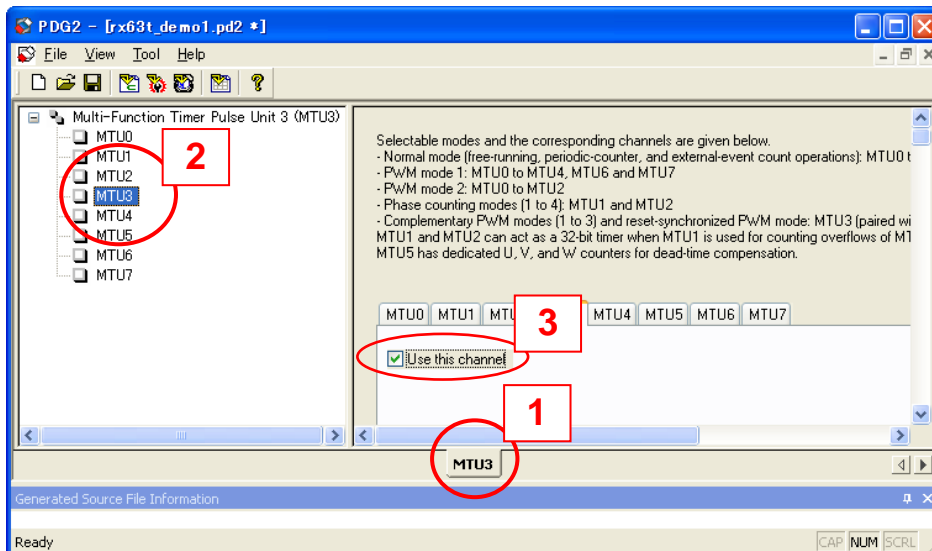 PDG2 - [rx63t_demo1.pd2 *]
File View Tool Help
Multi-Function Timer Pulse Unit 3 (MTU3)
MTU0
MTU1
MTU2
MTU3
MTU4
MTU5
MTU6
MTU7
2
Selectable modes and the corresponding channels are given below.
- Normal mode (free-running, periodic-counter, and external-event count operations): MTU0 t
- PWM mode 1: MTU0 to MTU4, MTU6 and MTU7
- PWM mode 2: MTU0 to MTU2
- Phase counting modes (1 to 4): MTU1 and MTU2
- Complementary PWM modes (1 to 3) and reset-synchronized PWM mode: MTU3 (paired wi
MTU1 and MTU2 can act as a 32-bit timer when MTU1 is used for counting overflows of MT
MTU5 has dedicated U, V, and W counters for dead-time compensation.
MTU0 MTU1 MTU MTU4 MTU5 MTU6 MTU7
3
Use this channel
1
MTU3
Generated Source File Information
Ready CAP NUM SCRL